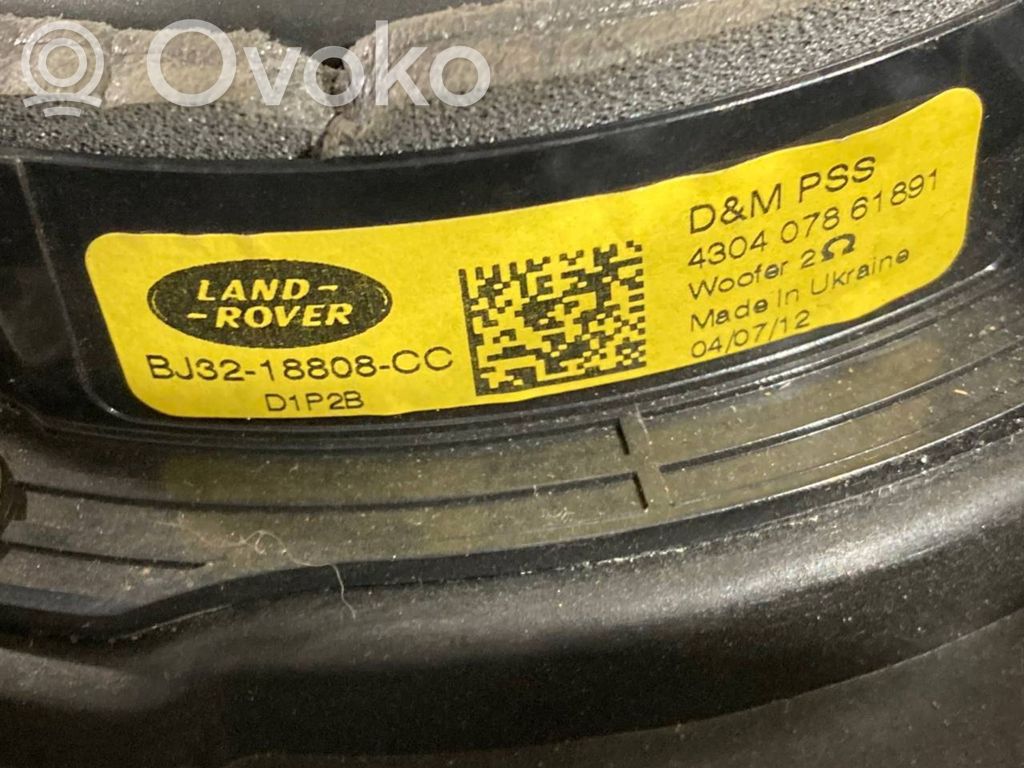 Ovoko
LAND-
-ROVER
BJ32-18808-CC
D1P2B
D&M PSS
4304 078 61891
Woofer 2Ω
Made In Ukraine
04/07/12